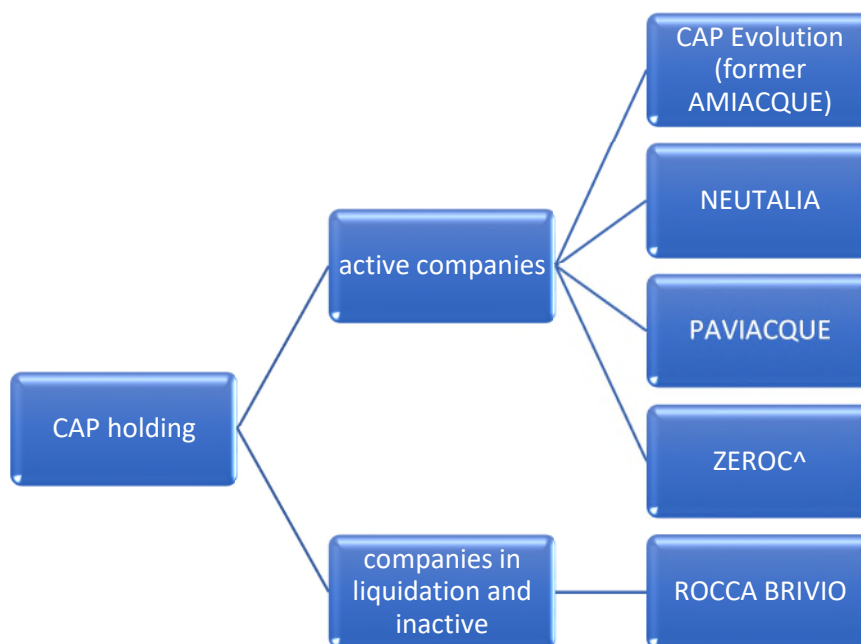 CAP Evolution
(former
AMIACQUE)
NEUTALIA
active companies
PAVIACQUE
CAP holding
ZEROC^
companies in
liquidation and
inactive
ROCCA BRIVIO